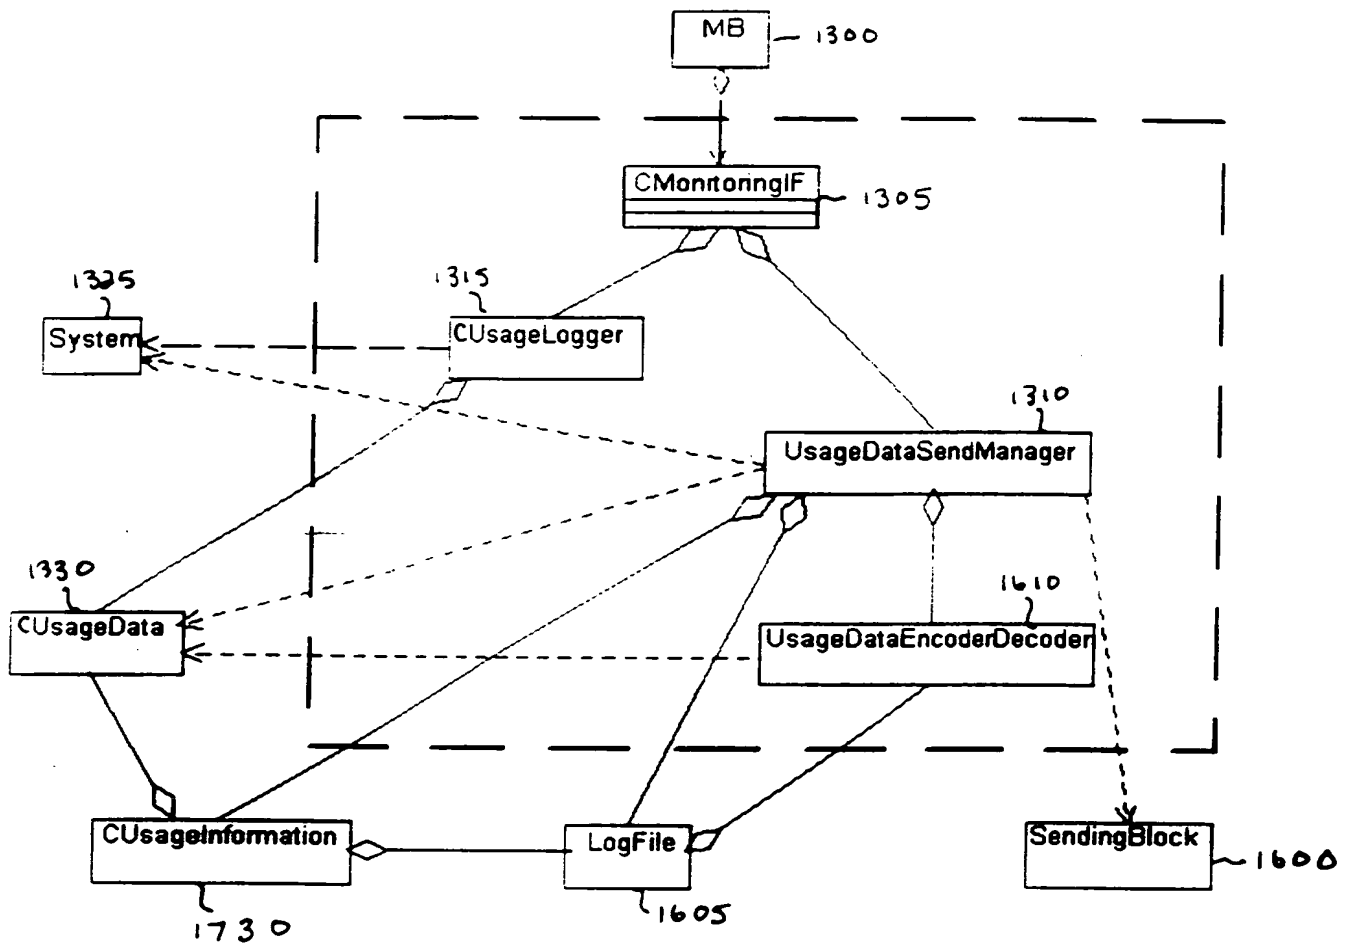 MB
1300
CMonitoringIF
1305
1325
1315
System
CUsageLogger
1310
UsageDataSendManager
1330
1610
CUsageData
UsageDataEncoderDecoder
CUsageInformation
LogFile
SendingBlock
1600
1730
1605